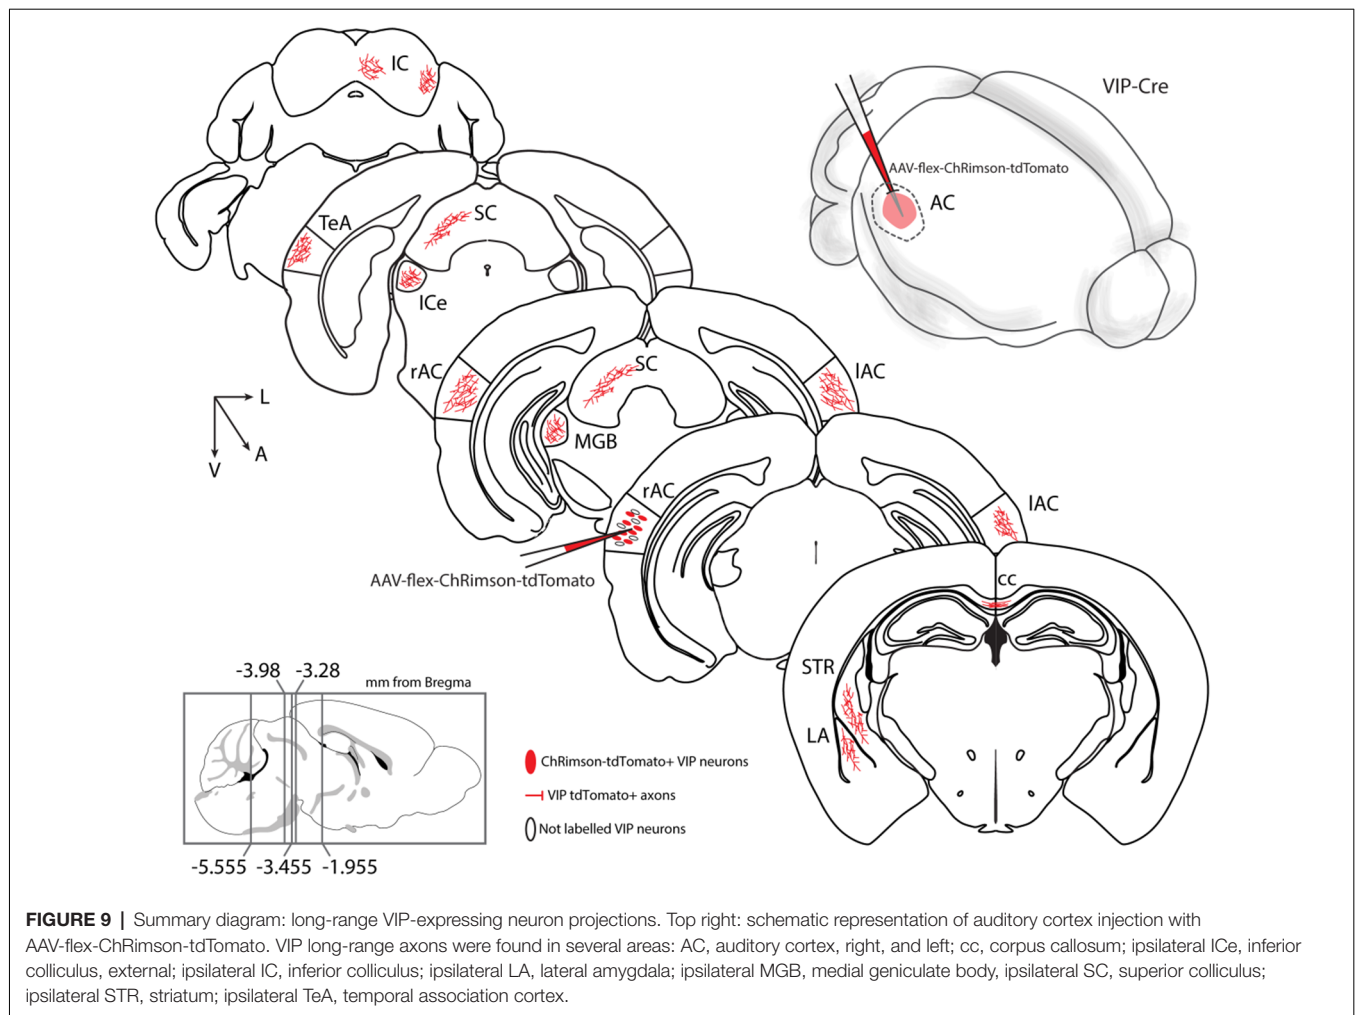 IC
VIP-Cre
AAV-flex-ChRimson-tdTomato
AC
TeA
SC
ICe
rAC
SC
lAC
L
A
V
MGB
rAC
lAC
AAV-flex-ChRimson-tdTomato
cc
STR
LA
-3.98
-3.28
mm from Bregma
-5.555
-3.455
-1.955
ChRimson-tdTomato+ VIP neurons
VIP tdTomato+ axons
Not labelled VIP neurons
FIGURE 9 | Summary diagram: long-range VIP-expressing neuron projections. Top right: schematic representation of auditory cortex injection with
AAV-flex-ChRimson-tdTomato. VIP long-range axons were found in several areas: AC, auditory cortex, right, and left; cc, corpus callosum; ipsilateral ICe, inferior
colliculus, external; ipsilateral IC, inferior colliculus; ipsilateral LA, lateral amygdala; ipsilateral MGB, medial geniculate body, ipsilateral SC, superior colliculus;
ipsilateral STR, striatum; ipsilateral TeA, temporal association cortex.